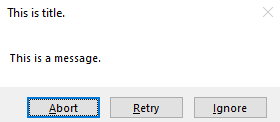 This is title.
This is a message.
Abort Retry Ignore